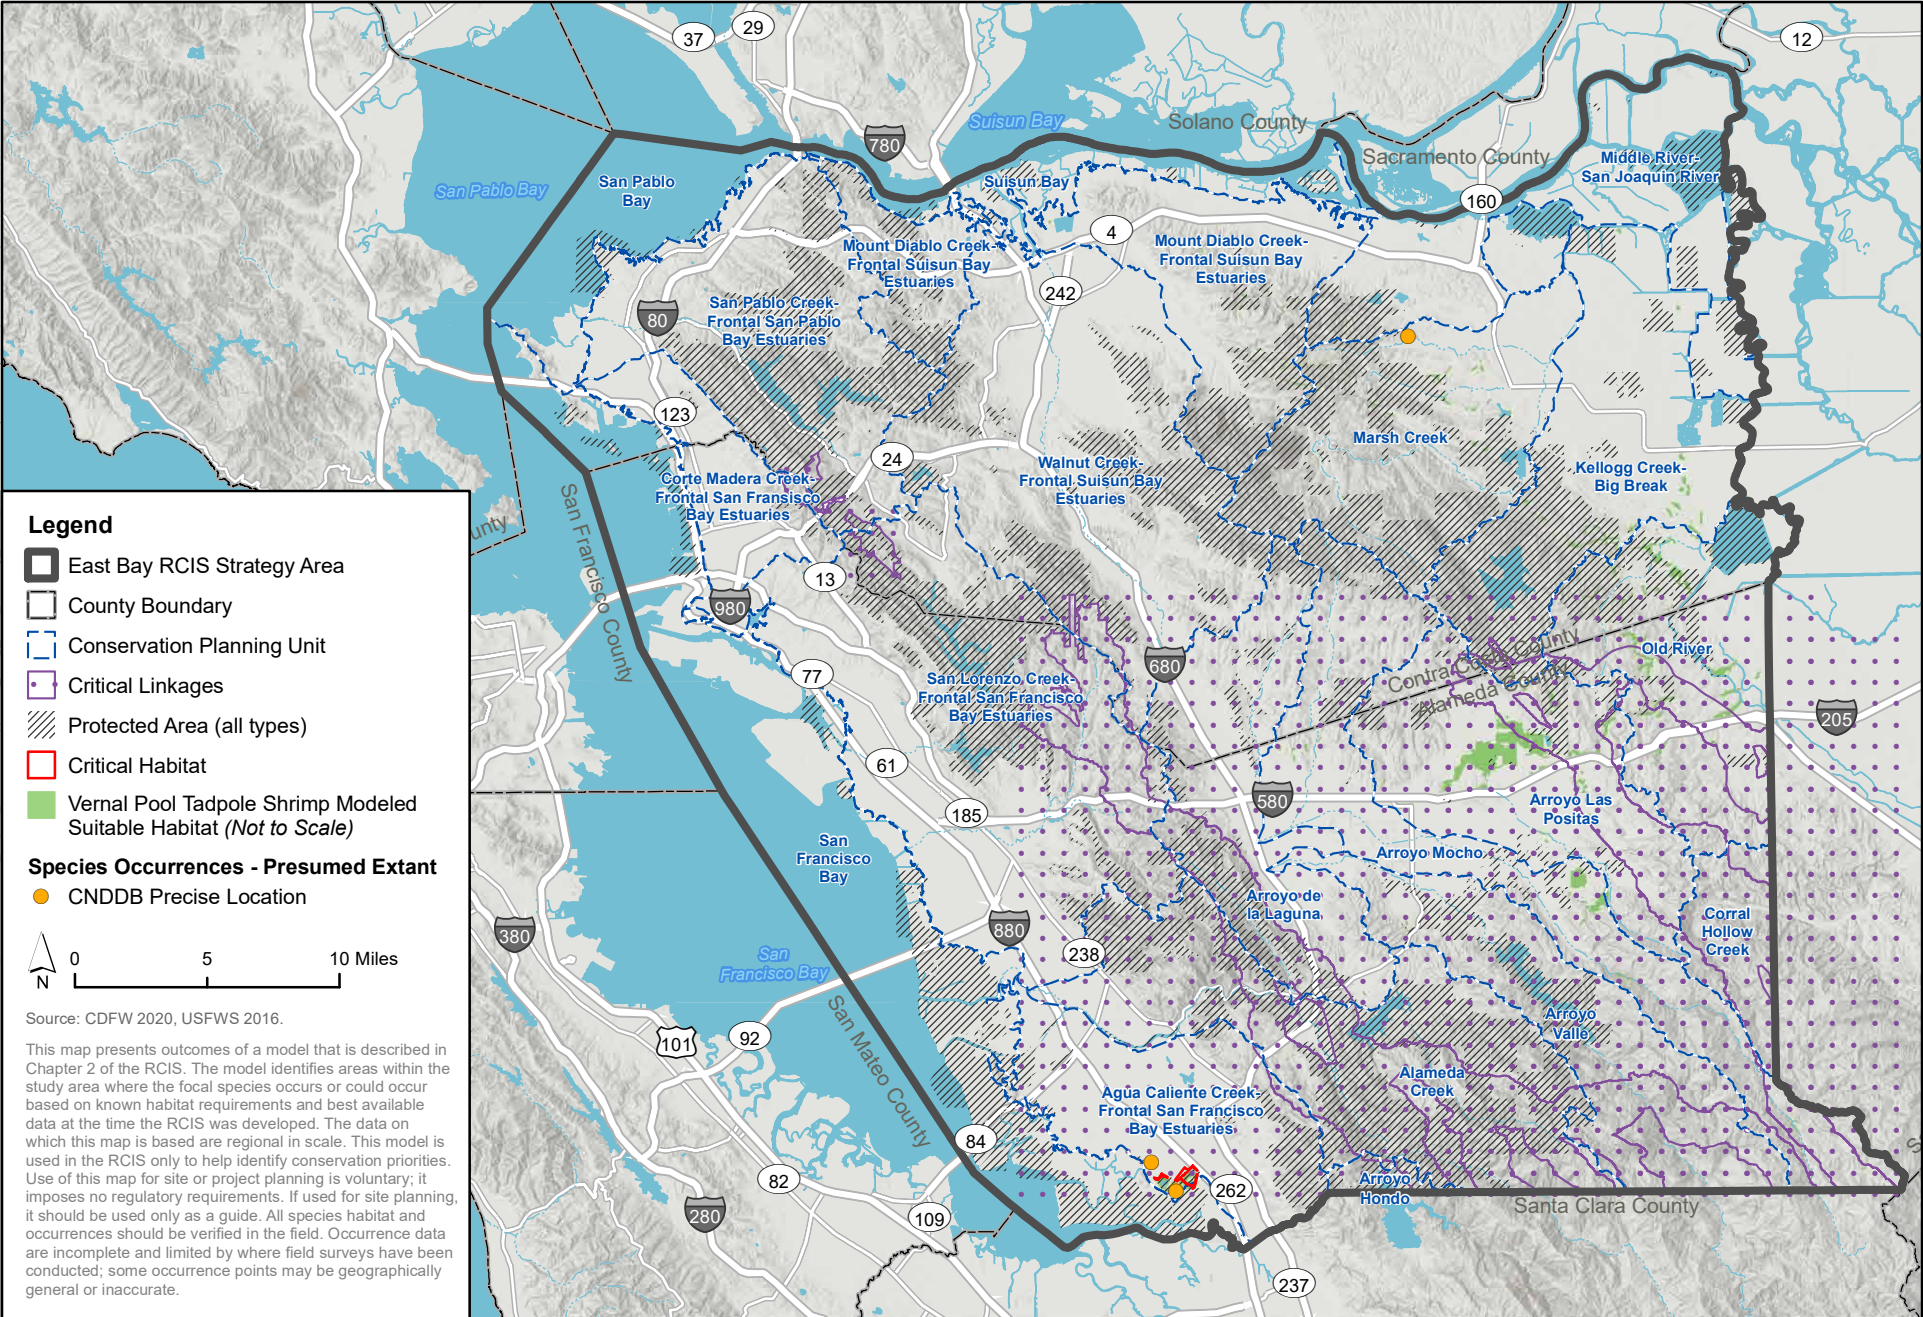 37
29
12
780
Suisun Bay
Solano County
Sacramento County
Middle River-
San Joaquin River
San Pablo Bay
San Pablo
Bay
Suisun Bay
160
4
Mount Diablo Creek-
Frontal Suisun Bay
Estuaries
Mount Diablo Creek-
Frontal Suisun Bay
Estuaries
242
80
San Pablo Creek-
Frontal San Pablo
Bay Estuaries
123
24
Marsh Creek
Walnut Creek-
Frontal Suisun Bay
Estuaries
Kellogg Creek-
Big Break
Corte Madera Creek-
Frontal San Fransisco
Bay Estuaries
unty
San Francisco County
13
980
680
Contra Costa County
Alameda County
Old River
77
San Lorenzo Creek-
Frontal San Francisco
Bay Estuaries
205
61
580
185
Arroyo Las
Positas
San
Francisco
Bay
Arroyo Mocho
Arroyo de
la Laguna
Corral
Hollow
Creek
880
380
238
San
Francisco Bay
San Mateo County
Arroyo
Valle
101
92
Alameda
Creek
Agua Caliente Creek-
Frontal San Francisco
Bay Estuaries
84
82
262
Arroyo
Hondo
Santa Clara County
S
280
109
237
Legend
East Bay RCIS Strategy Area
County Boundary
Conservation Planning Unit
Critical Linkages
Protected Area (all types)
Critical Habitat
Vernal Pool Tadpole Shrimp Modeled
Suitable Habitat (Not to Scale)
Species Occurrences - Presumed Extant
CNDDB Precise Location
N
0 5 10 Miles
Source: CDFW 2020, USFWS 2016.
This map presents outcomes of a model that is described in
Chapter 2 of the RCIS. The model identifies areas within the
study area where the focal species occurs or could occur
based on known habitat requirements and best available
data at the time the RCIS was developed. The data on
which this map is based are regional in scale. This model is
used in the RCIS only to help identify conservation priorities.
Use of this map for site or project planning is voluntary; it
imposes no regulatory requirements. If used for site planning,
it should be used only as a guide. All species habitat and
occurrences should be verified in the field. Occurrence data
are incomplete and limited by where field surveys have been
conducted; some occurrence points may be geographically
general or inaccurate.